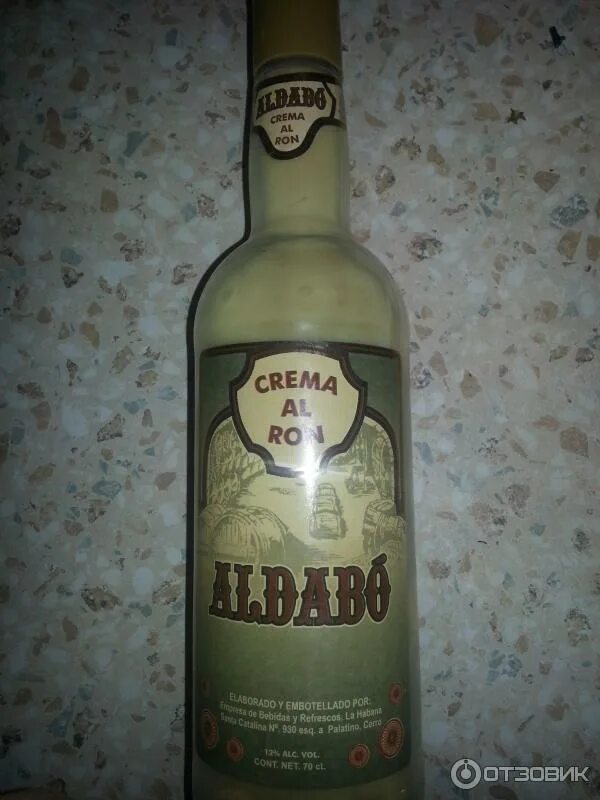 ALDABÓ
CREMA
AL
RON
CREMA
AL
RON
ALDABÓ
ELABORADO Y EMBOTELLADO POR:
Empresa de Bebidas y Refrescos, La Habana
Santa Catalina Nº. 930 esq. a Palatino, Cerro
12% ALC. VOL.
CONT. NET. 70 cl.
ОТЗОВИК